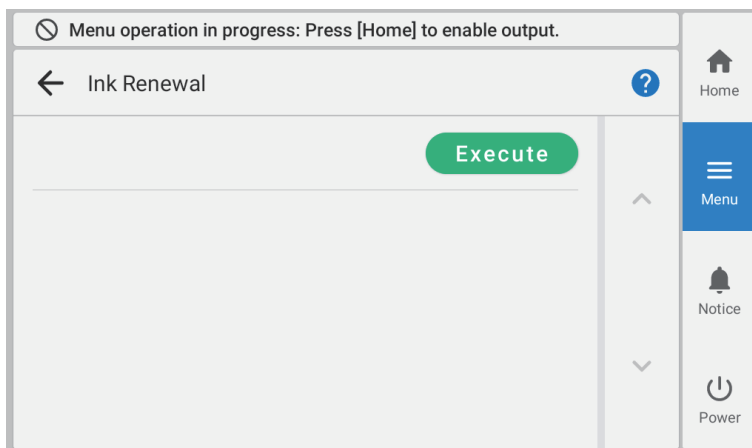 Menu operation in progress: Press [Home] to enable output.
Ink Renewal
?
Home
Execute
Menu
Notice
Power